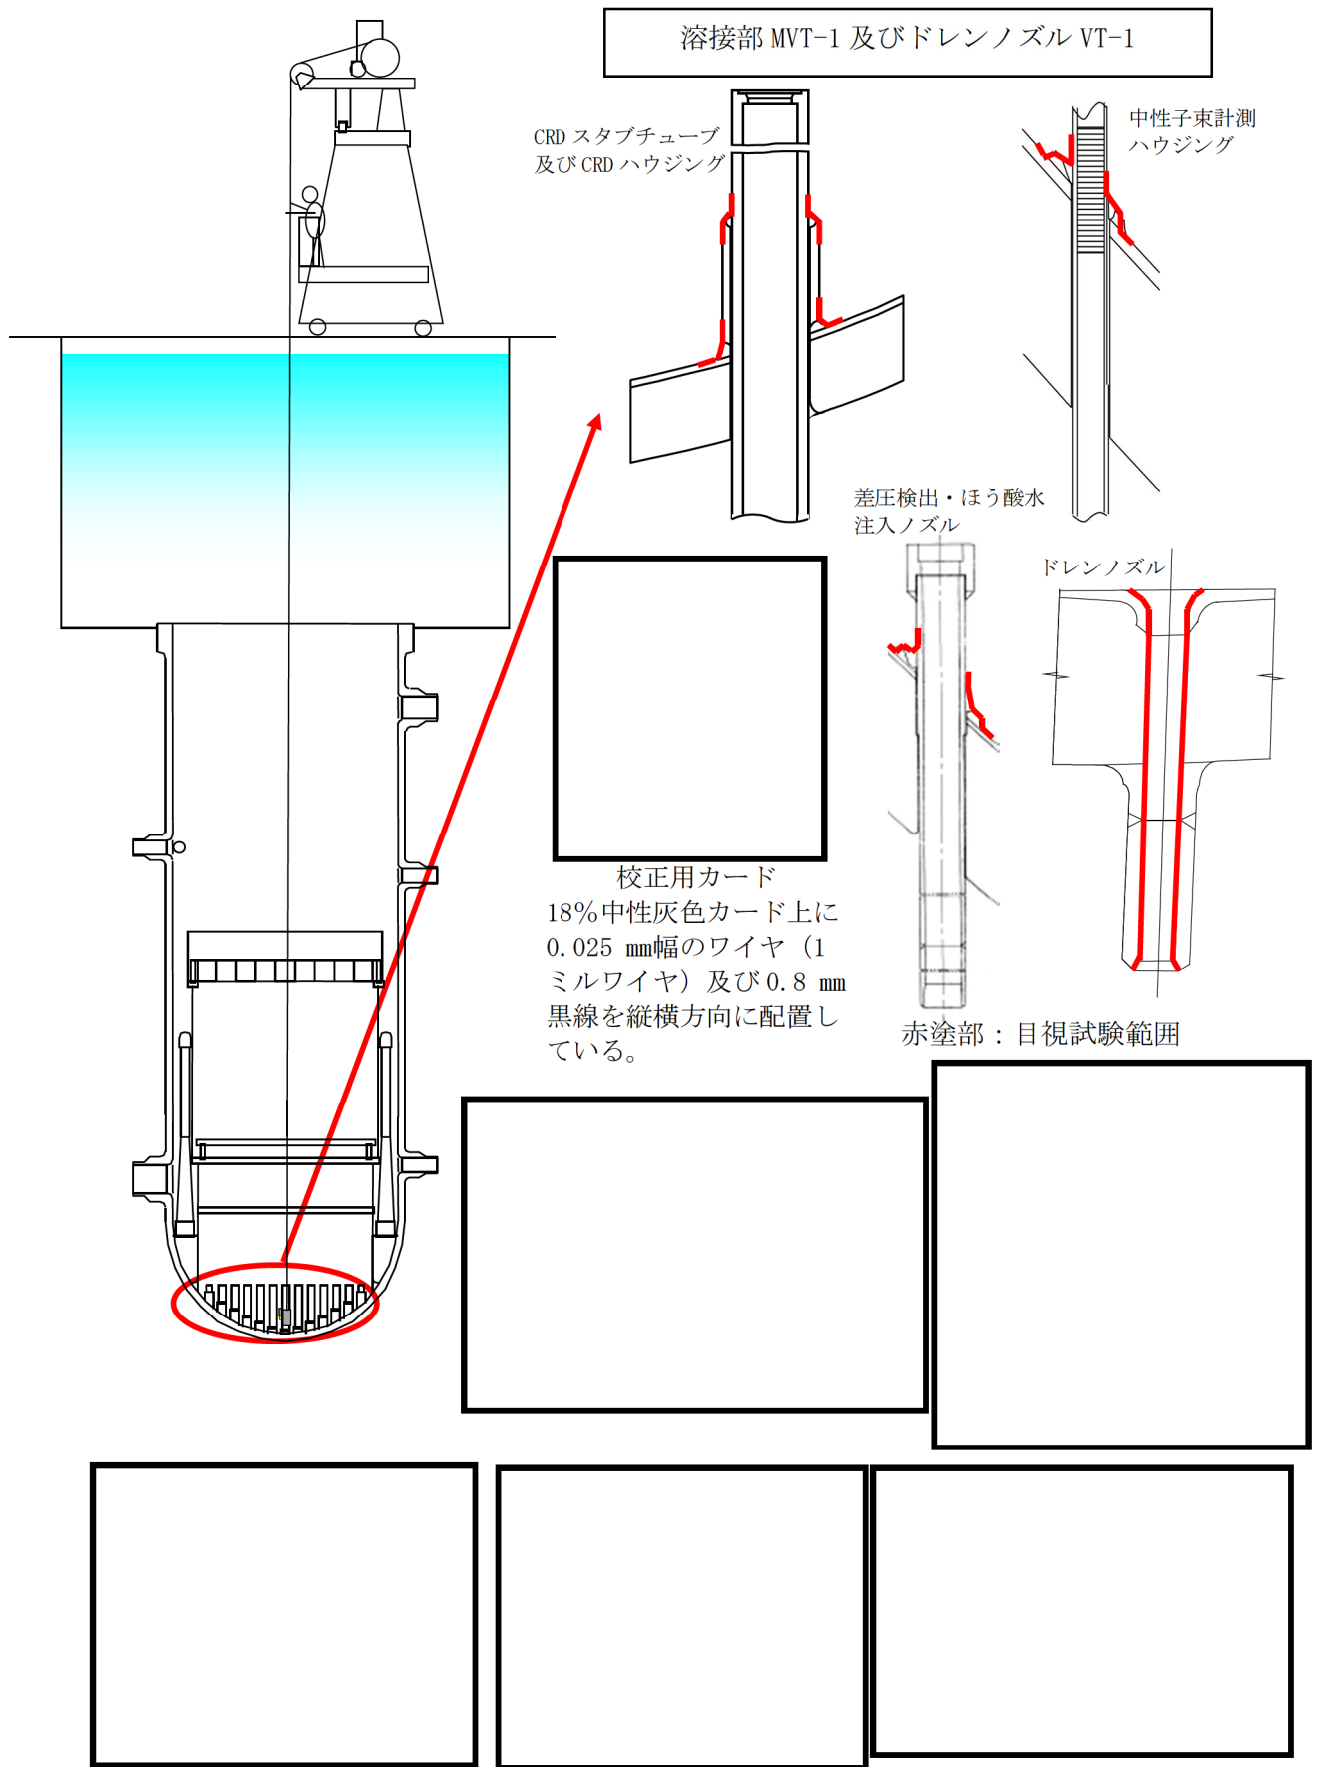 溶接部 MVT-1 及びドレンノズル VT-1
CRD スタブチューブ
及び CRD ハウジング
中性子束計測
ハウジング
差圧検出・ほう酸水
注入ノズル
ドレンノズル
校正用カード
18%中性灰色カード上に
0.025 mm幅のワイヤ（1
ミルワイヤ）及び 0.8 mm
黒線を縦横方向に配置し
ている。
赤塗部：目視試験範囲